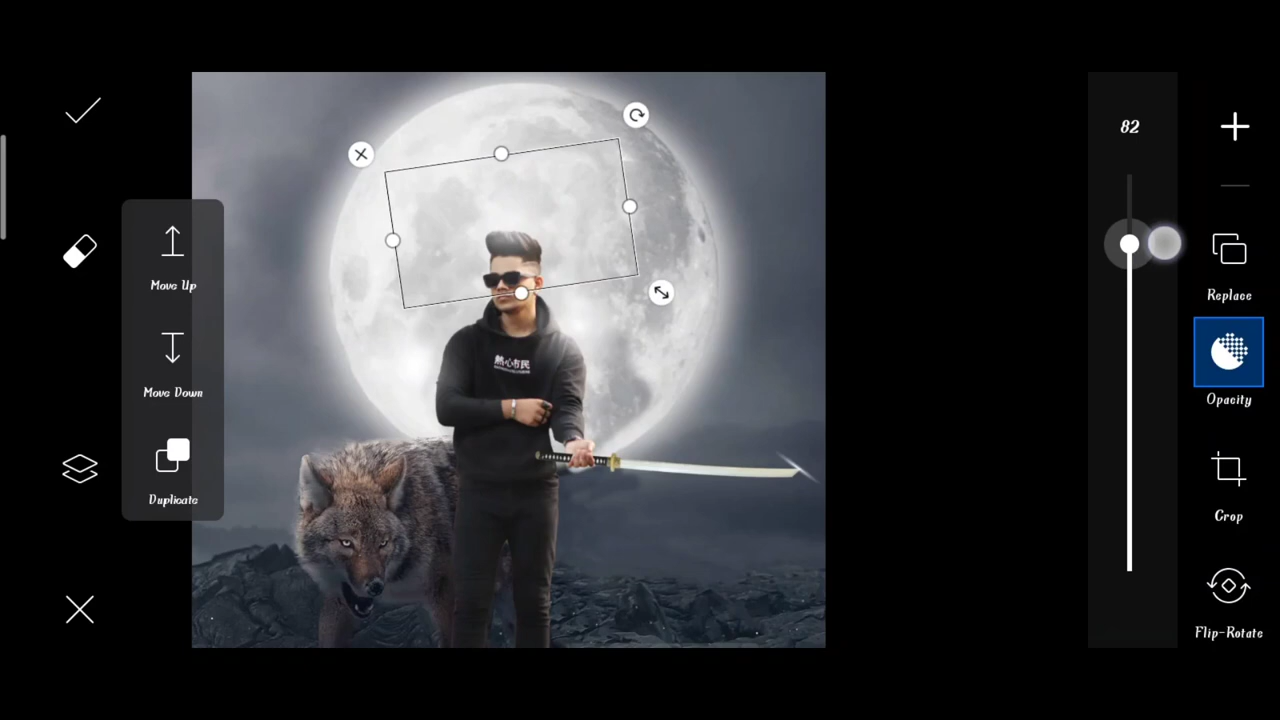 82
Move Up
Replace
Move Down
Opacity
熱心市民
Duplicate
Crop
Flip-Rotate